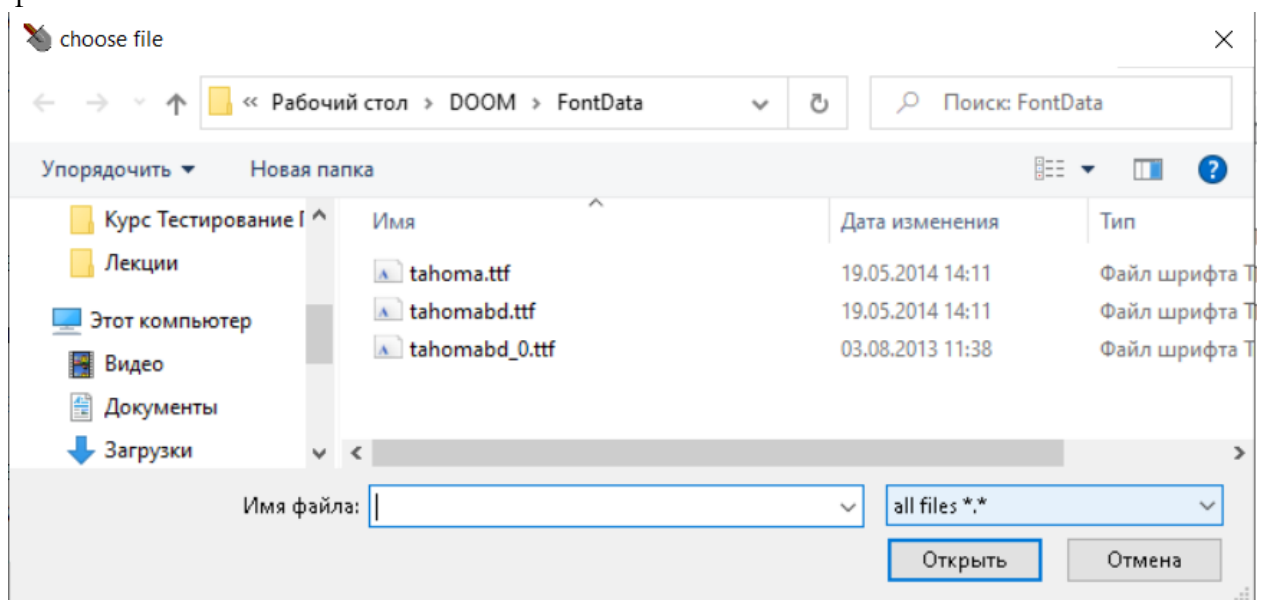 choose file
« Рабочий стол > DOOM > FontData
Поиск: FontData
Упорядочить
Новая папка
Курс Тестирование Г
Лекции
Этот компьютер
Видео
Документы
Загрузки
Имя
Дата изменения
Тип
tahoma.ttf
19.05.2014 14:11
Файл шрифта T
tahomabd.ttf
19.05.2014 14:11
Файл шрифта T
tahomabd_0.ttf
03.08.2013 11:38
Файл шрифта T
Имя файла:
all files *.*
Открыть
Отмена